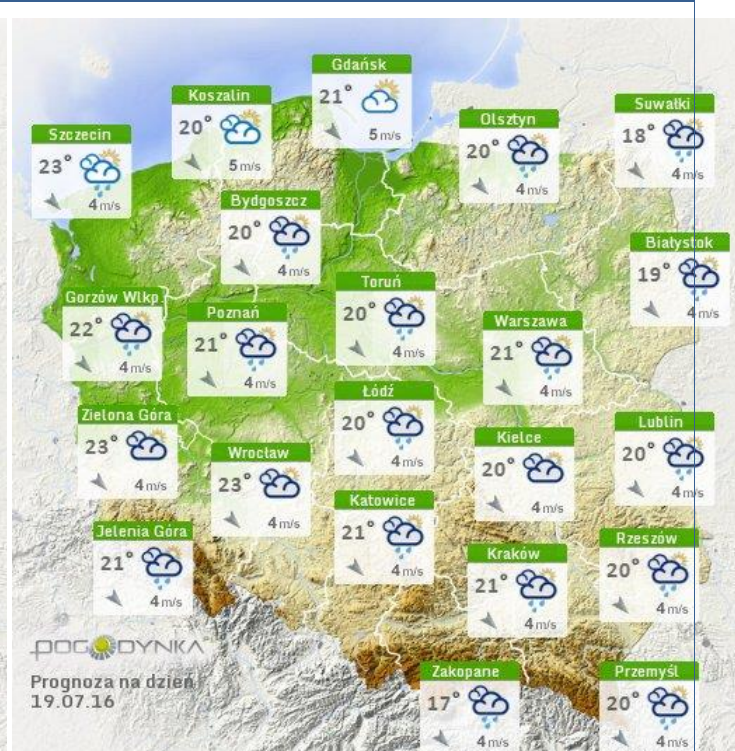 Gdańsk
21°
5 m/s
Koszalin
20°
5 m/s
Suwałki
18°
4 m/s
Olsztyn
20°
4 m/s
Szczecin
23°
4 m/s
Bydgoszcz
20°
4 m/s
Białystok
19°
4 m/s
Toruń
20°
4 m/s
Gorzów Wlkp.
22°
4 m/s
Poznań
21°
4 m/s
Warszawa
21°
4 m/s
Łódź
20°
4 m/s
Zielona Góra
23°
4 m/s
Lublin
20°
4 m/s
Kielce
20°
4 m/s
Wrocław
23°
4 m/s
Katowice
21°
4 m/s
Jelenia Góra
21°
4 m/s
Rzeszów
20°
4 m/s
Kraków
21°
4 m/s
POGODYNKA
Prognoza na dzień
19.07.16
Zakopane
17°
4 m/s
Przemyśl
20°
4 m/s